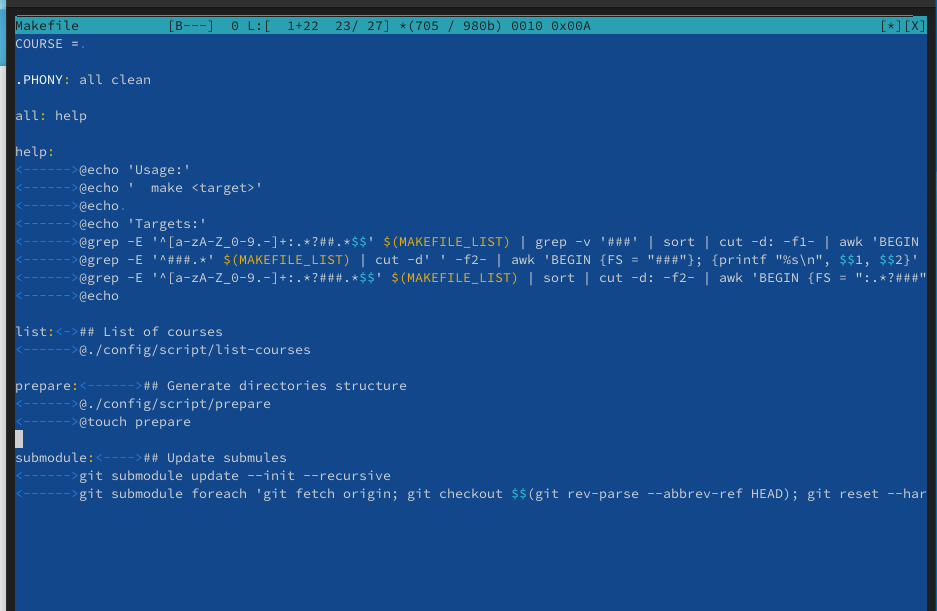 Makefile [B---] 0 L:[ 1+22 23/ 27] *(705 / 980b) 0010 0x00A [*][X]
COURSE =.
.PHONY: all clean
all: help
help:
<------>@echo 'Usage:'
<------>@echo '  make <target>'
<------>@echo.
<------>@echo 'Targets:'
<------>@grep -E '^[a-zA-Z_0-9.-]+:.*?##.*$$' $(MAKEFILE_LIST) | grep -v '###' | sort | cut -d: -f1- | awk 'BEGIN
<------>@grep -E '^###.*' $(MAKEFILE_LIST) | cut -d' ' -f2- | awk 'BEGIN {FS = "###"}; {printf "%s\n", $$1, $$2}'
<------>@grep -E '^[a-zA-Z_0-9.-]+:.*?###.*$$' $(MAKEFILE_LIST) | sort | cut -d: -f2- | awk 'BEGIN {FS = ":.*?###"
<------>@echo
list:<->## List of courses
<------>@./config/script/list-courses
prepare:<------>## Generate directories structure
<------>@./config/script/prepare
<------>@touch prepare
submodule:<---->## Update submules
<------>git submodule update --init --recursive
<------>git submodule foreach 'git fetch origin; git checkout $$(git rev-parse --abbrev-ref HEAD); git reset --har